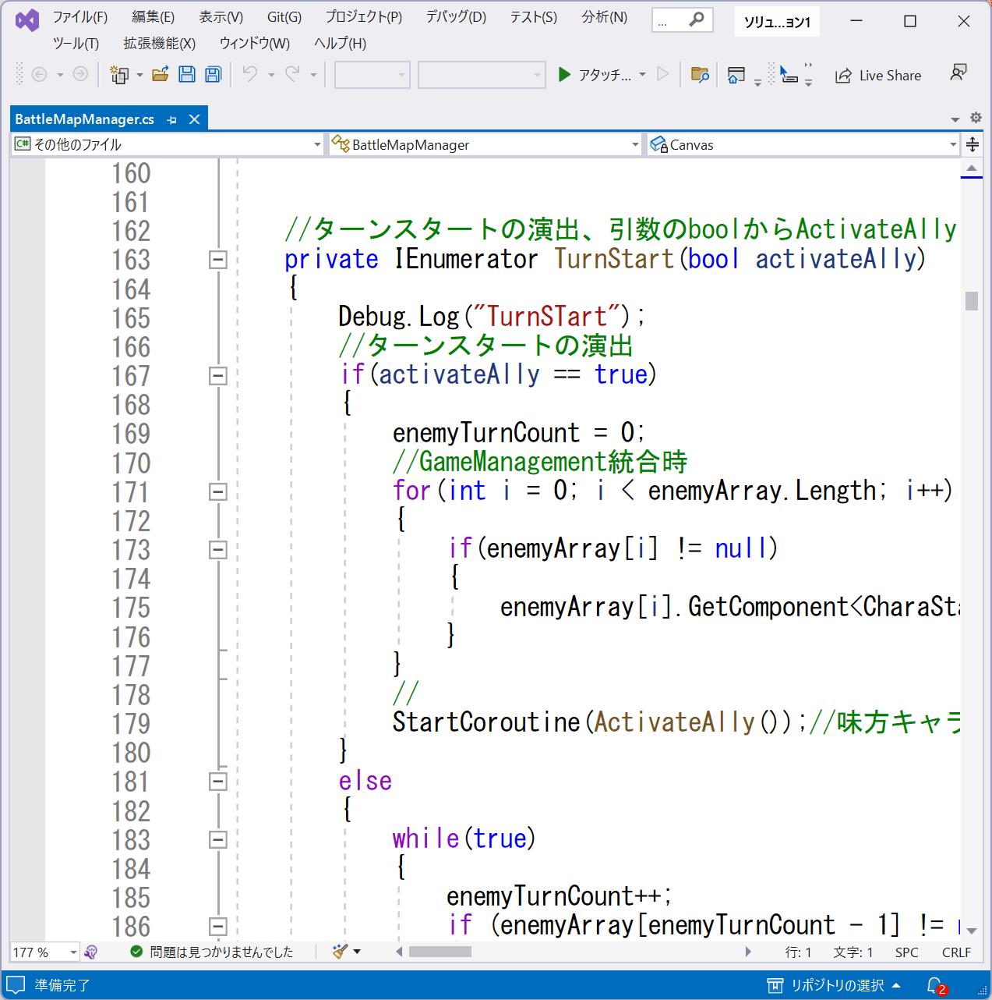 ファイル(F) 編集(E) 表示(V) Git(G) プロジェクト(P) デバッグ(D) テスト(S) 分析(N) ... ソリュ...ョン1
ツール(T) 拡張機能(X) ウィンドウ(W) ヘルプ(H)
アタッチ... Live Share
BattleMapManager.cs
C# その他のファイル BattleMapManager Canvas
160
161
162 //ターンスタートの演出、引数のboolからActivateAlly
163 private IEnumerator TurnStart(bool activateAlly)
164 {
165 Debug.Log("TurnSTart");
166 //ターンスタートの演出
167 if(activateAlly == true)
168 {
169 enemyTurnCount = 0;
170 //GameManagement統合時
171 for(int i = 0; i < enemyArray.Length; i++)
172 {
173 if(enemyArray[i] != null)
174 {
175 enemyArray[i].GetComponent<CharaSta
176 }
177 }
178 //
179 StartCoroutine(ActivateAlly());//味方キャラ
180 }
181 else
182 {
183 while(true)
184 {
185 enemyTurnCount++;
186 if (enemyArray[enemyTurnCount - 1] !=
177 % 問題は見つかりませんでした 行: 1 文字: 1 SPC CRLF
準備完了 リポジトリの選択 2